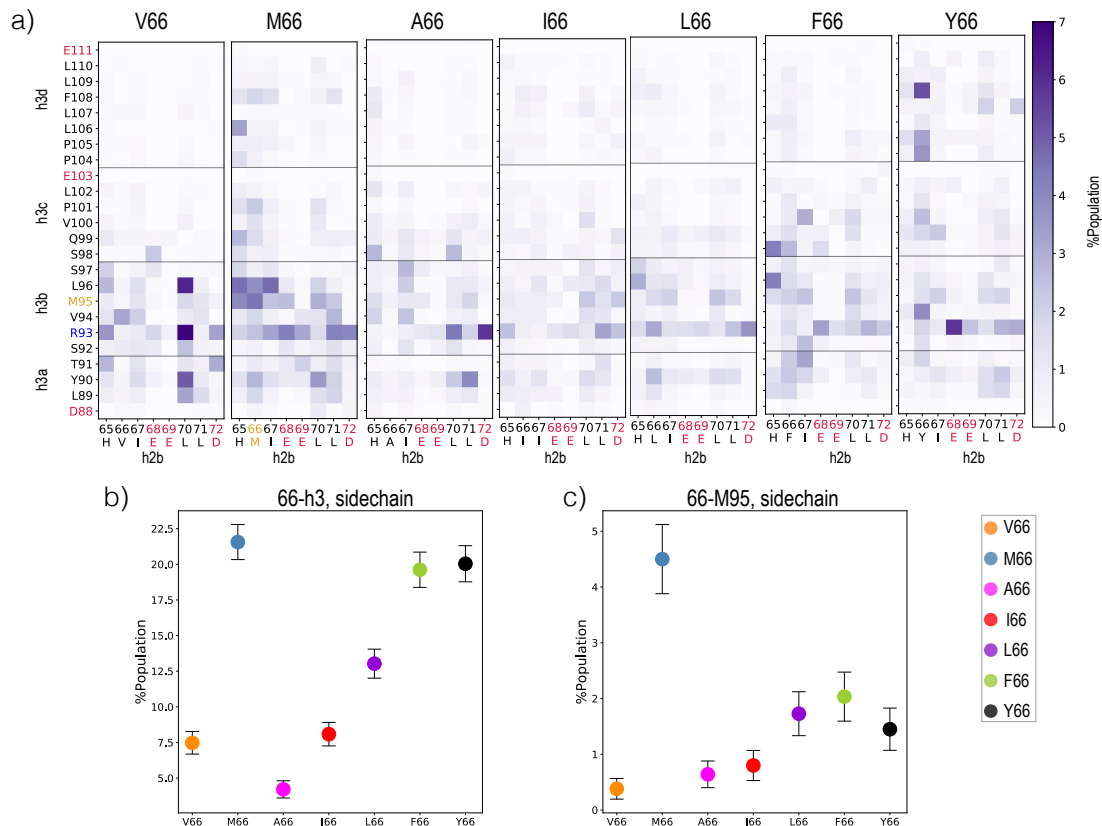 a)
V66 M66 A66 I66 L66 F66 Y66
E111
L110
L109
F108
L107
L106
P105
P104
E103
L102
P101
V100
Q99
S98
S97
L96
M95
V94
R93
S92
T91
Y90
L89
D88
h3d
h3c
h3b
h3a
65 66 67 68 69 70 71 72
H V I E E L L D
h2b
65 66 67 68 69 70 71 72
H M I E E L L D
h2b
65 66 67 68 69 70 71 72
H A I E E L L D
h2b
65 66 67 68 69 70 71 72
H I I E E L L D
h2b
65 66 67 68 69 70 71 72
H L I E E L L D
h2b
65 66 67 68 69 70 71 72
H F I E E L L D
h2b
65 66 67 68 69 70 71 72
H Y I E E L L D
h2b
7
6
5
4
3
2
1
0
%Population
b)
66-h3, sidechain
22.5
20.0
17.5
15.0
12.5
10.0
7.5
5.0
%Population
V66 M66 A66 I66 L66 F66 Y66
c)
66-M95, sidechain
5
4
3
2
1
0
%Population
V66 M66 A66 I66 L66 F66 Y66
V66
M66
A66
I66
L66
F66
Y66